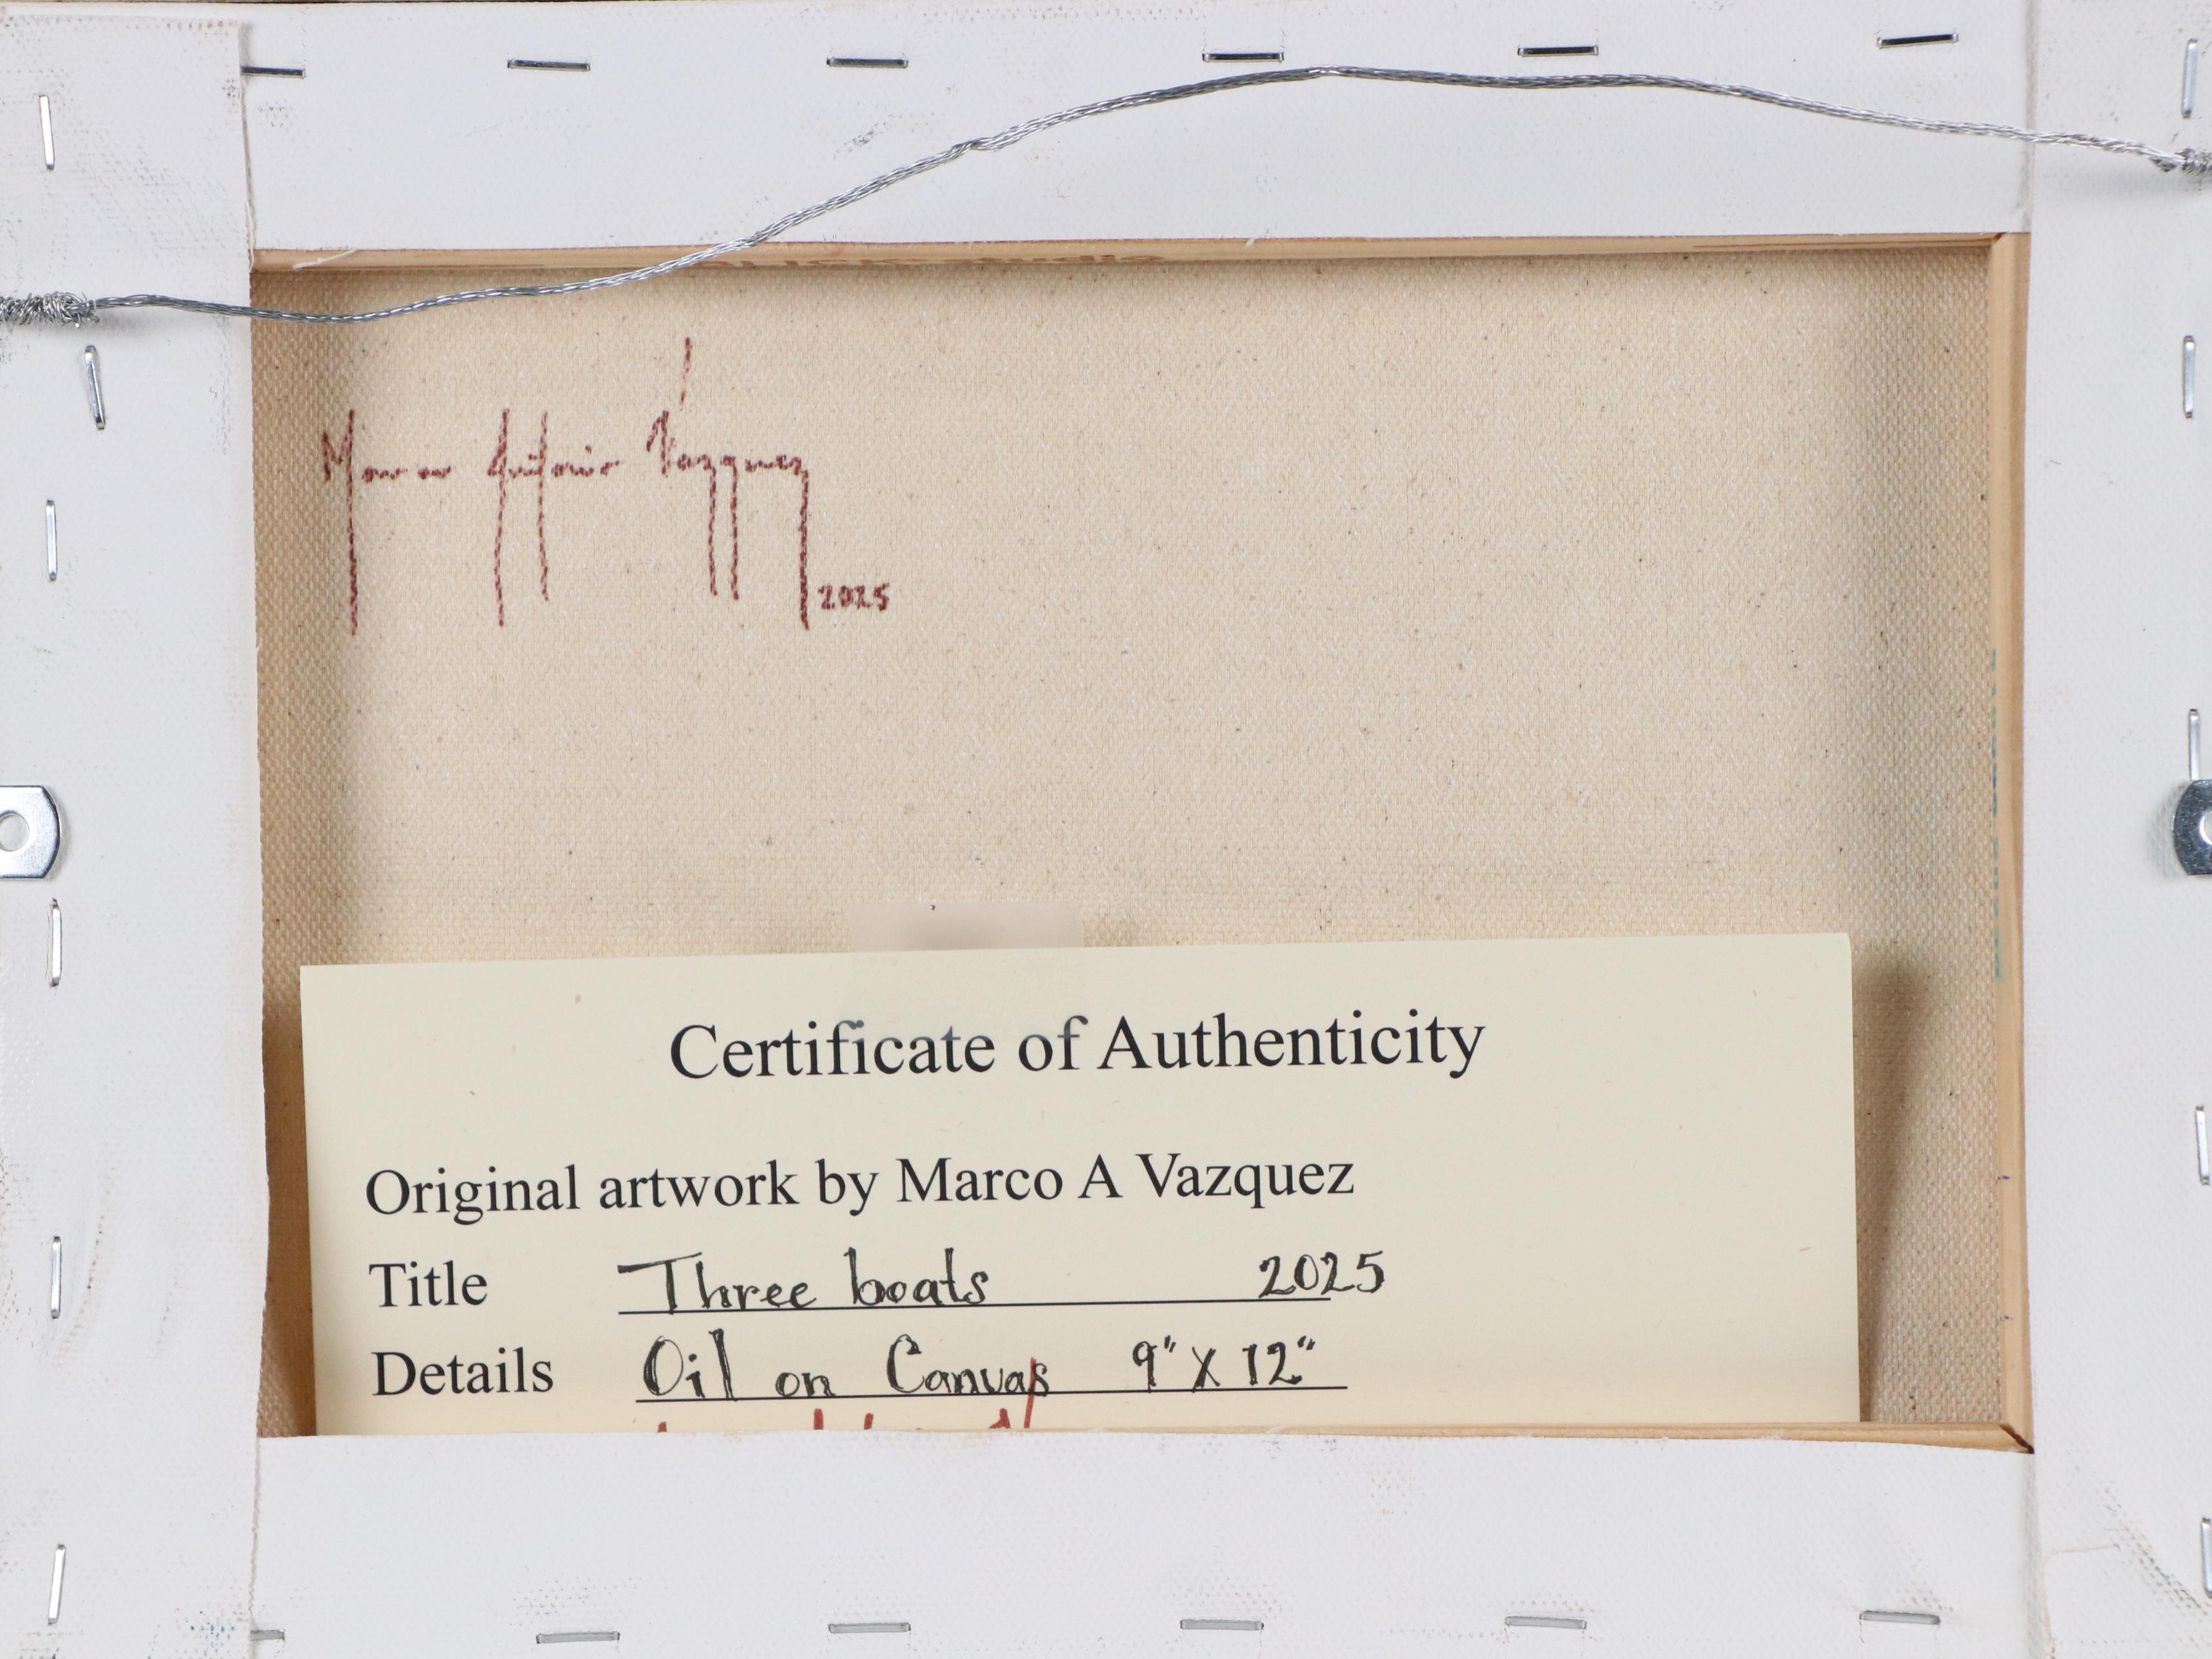 Marco Antonio Vázquez
2025
Certificate of Authenticity
Original artwork by Marco A Vazquez
Title Three boats 2025
Details Oil on Canvas 9" X 12"